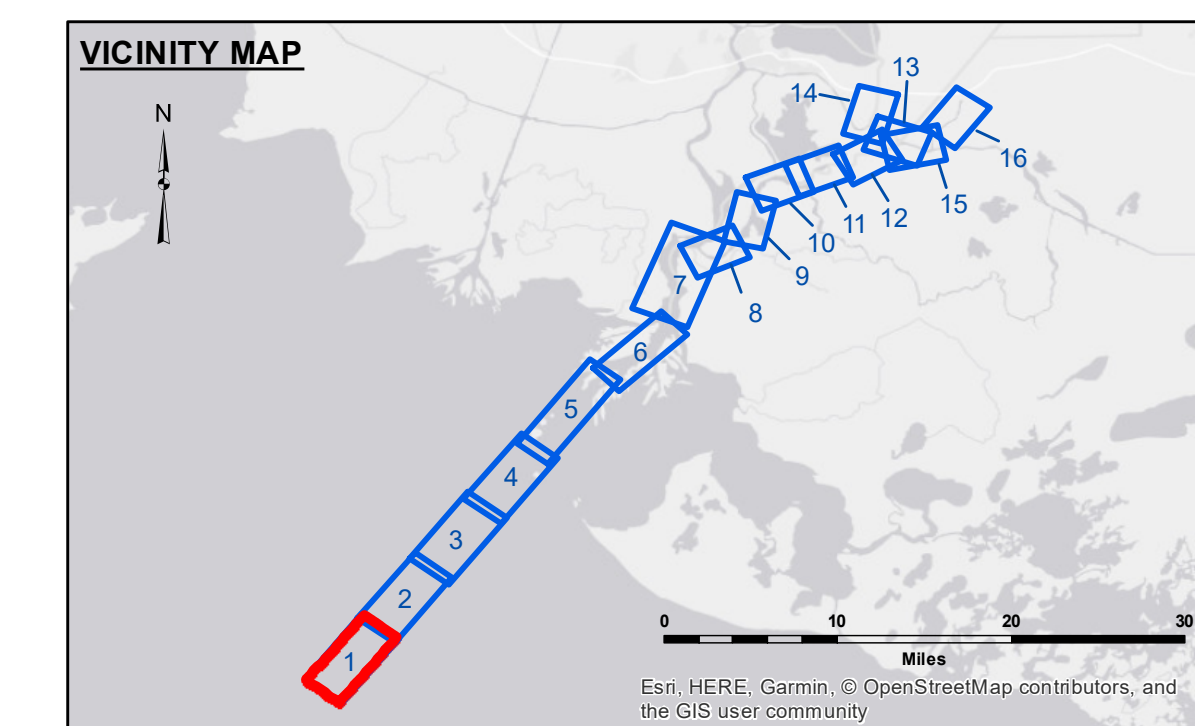 VICINITY MAP
N
13
14
16
15
12
11
10
9
7
8
6
5
4
3
2
1
0 10 20 30
Miles
Esri, HERE, Garmin, © OpenStreetMap contributors, and
the GIS user community